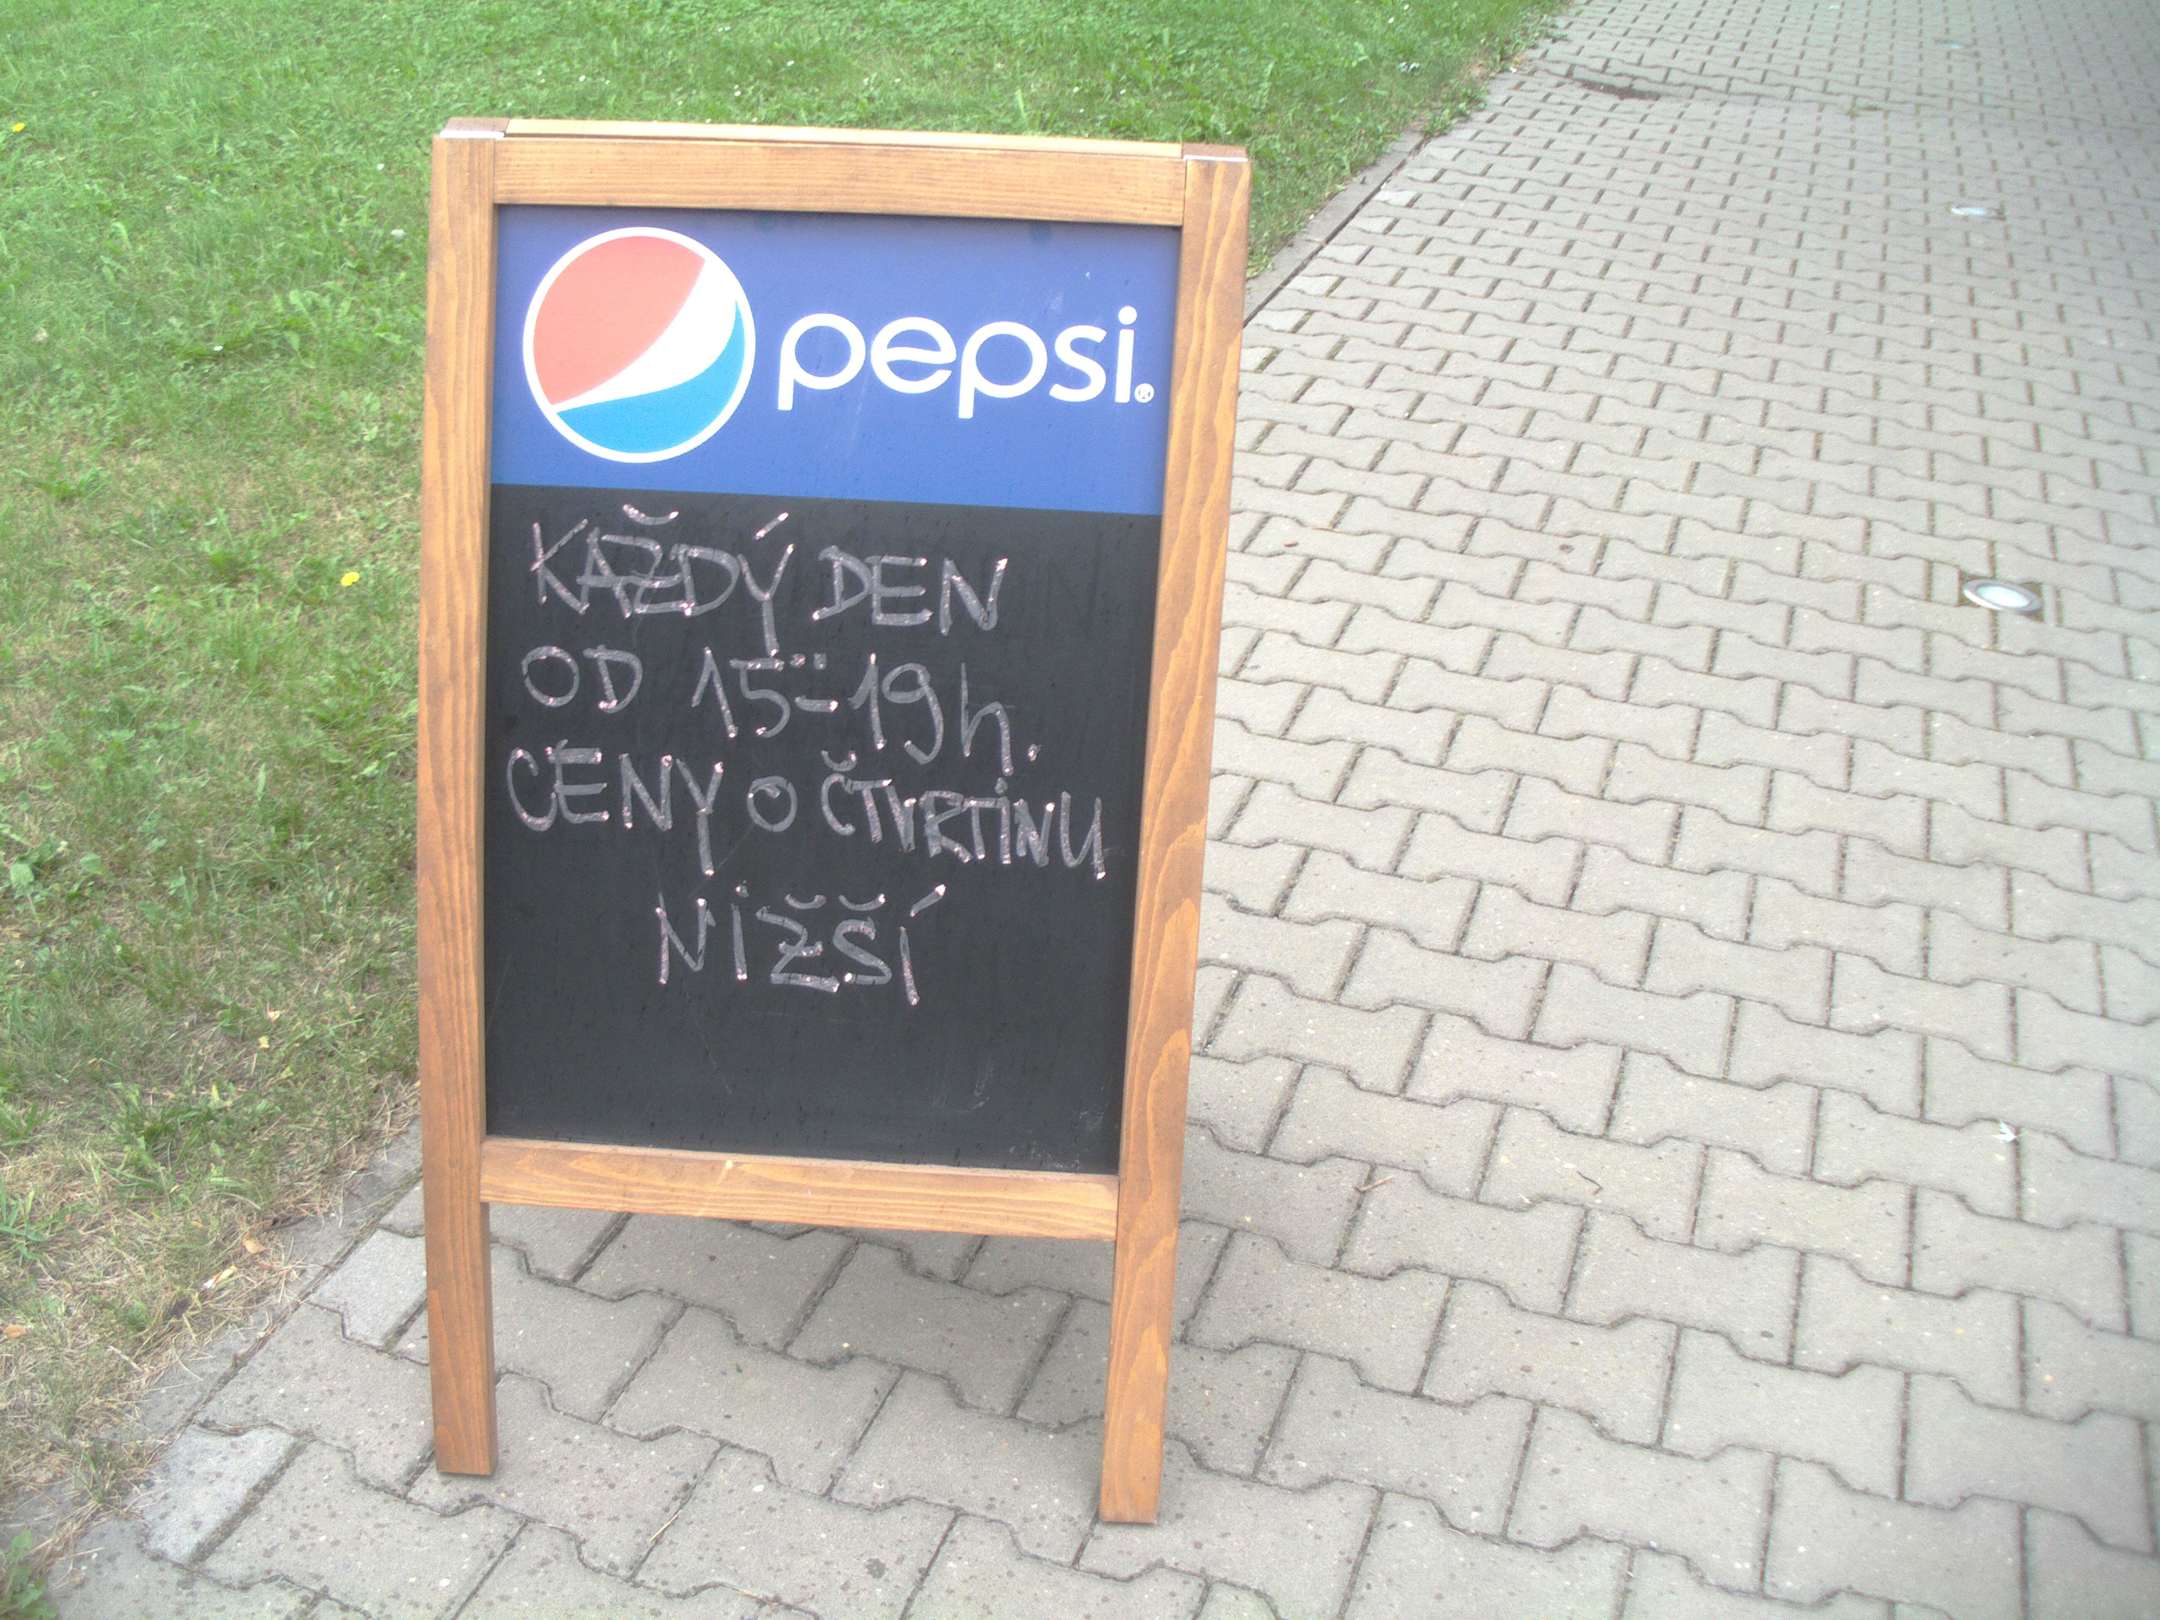 pepsi.®
KAŽDÝ DEN
OD 15¨-19h.
CENY O ČTVRTINU
NIŽŠÍ